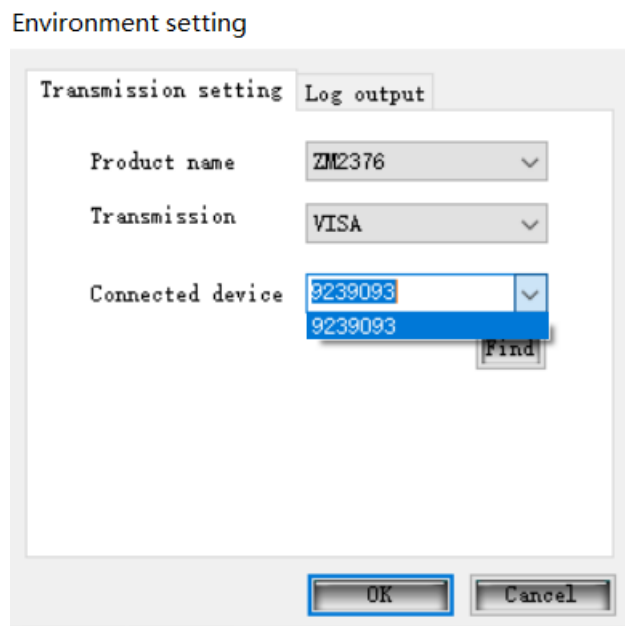 Environment setting
Transmission setting
Log output
Product name
ZM2376
Transmission
VISA
Connected device
9239093
9239093
Find
OK
Cancel